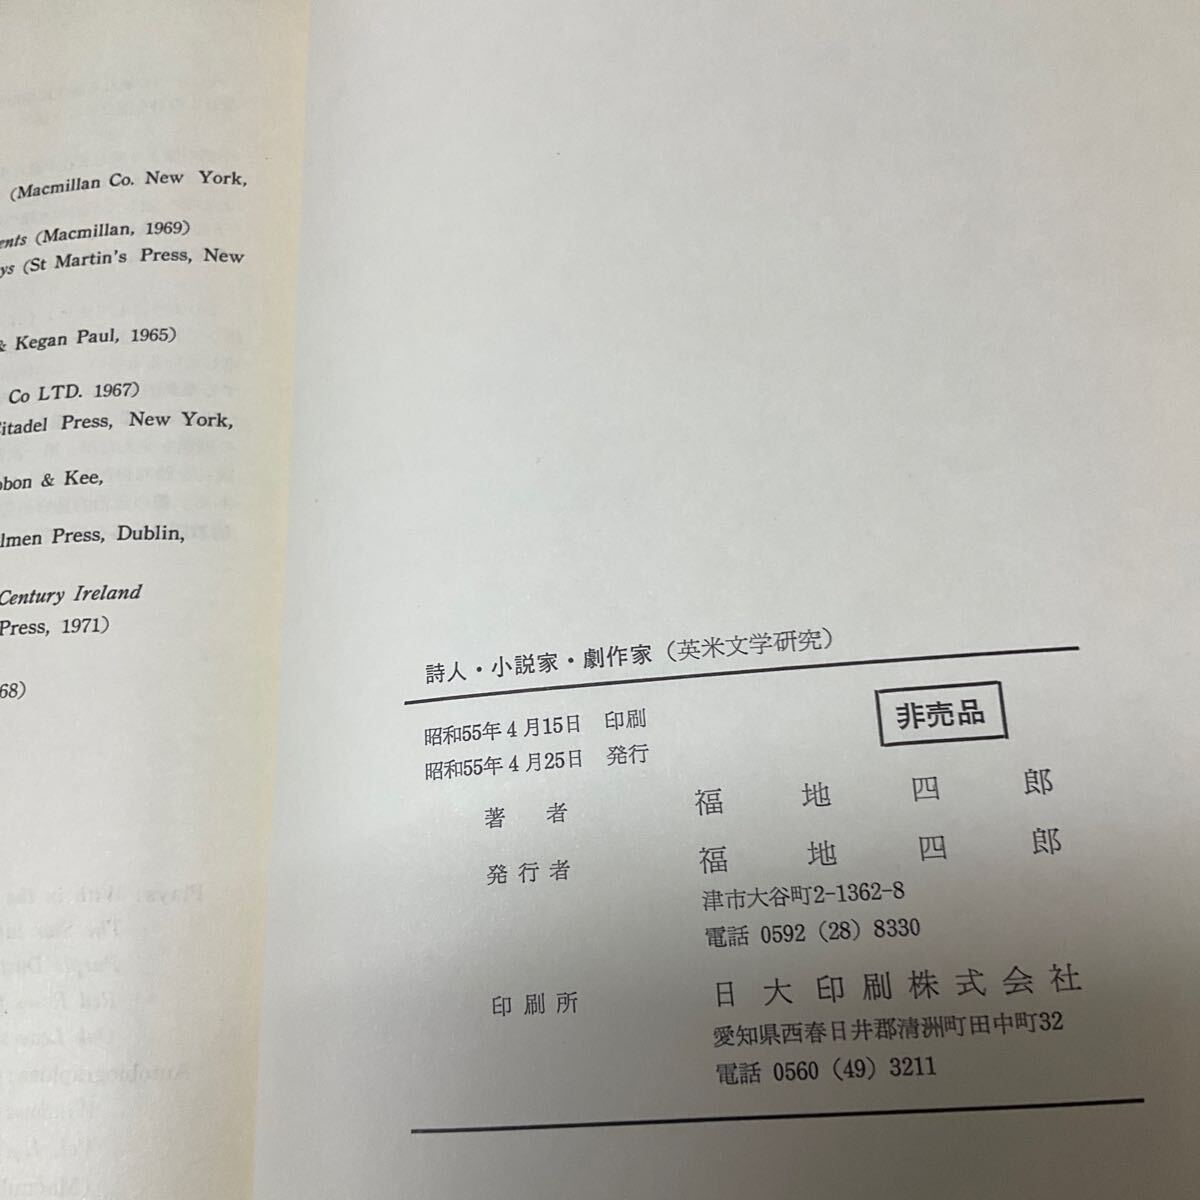 (Macmillan Co. New York,
ents (Macmillan, 1969)
ys (St Martin's Press, New
& Kegan Paul, 1965)
Co LTD. 1967)
Citadel Press, New York,
bbon & Kee,
lmen Press, Dublin,
Century Ireland
Press, 1971)
68)
詩人・小説家・劇作家（英米文学研究）
昭和55年4月15日 印刷
昭和55年4月25日 発行
非売品
著者 福地四郎
発行者 福地四郎
津市大谷町2-1362-8
電話 0592 (28) 8330
印刷所 日大印刷株式会社
愛知県西春日井郡清洲町田中町32
電話 0560 (49) 3211